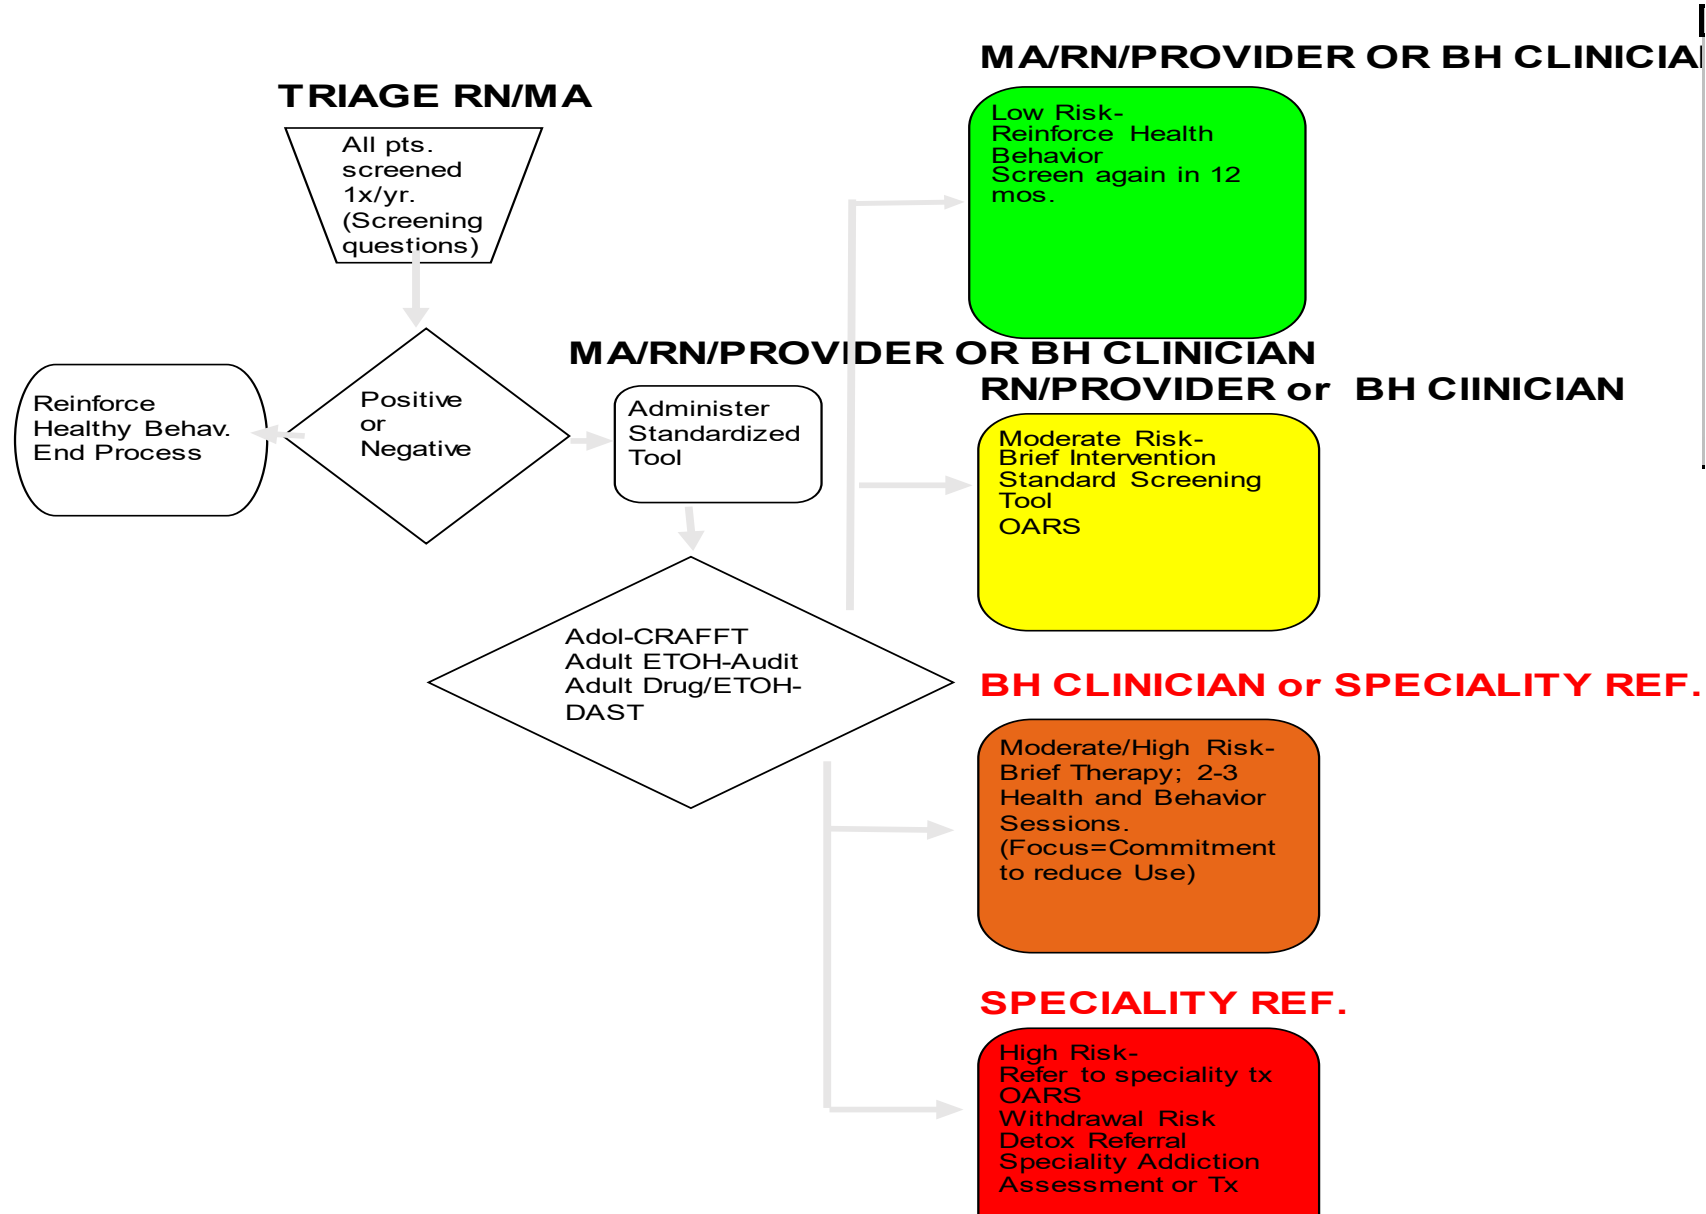 MA/RN/PROVIDER OR BH CLINICIA
TRIAGE RN/MA
All pts.
screened
1x/yr.
(Screening
questions)
Low Risk-
Reinforce Health
Behavior
Screen again in 12
mos.
MA/RN/PROVIDER OR BH CLINICIAN
Reinforce
Healthy Behav.
End Process
Positive
or
Negative
Administer
Standardized
Tool
RN/PROVIDER or BH ClINICIAN
Moderate Risk-
Brief Intervention
Standard Screening
Tool
OARS
Adol-CRAFFT
Adult ETOH-Audit
Adult Drug/ETOH-
DAST
BH CLINICIAN or SPECIALITY REF.
Moderate/High Risk-
Brief Therapy; 2-3
Health and Behavior
Sessions.
(Focus=Commitment
to reduce Use)
SPECIALITY REF.
High Risk-
Refer to speciality tx
OARS
Withdrawal Risk
Detox Referral
Speciality Addiction
Assessment or Tx